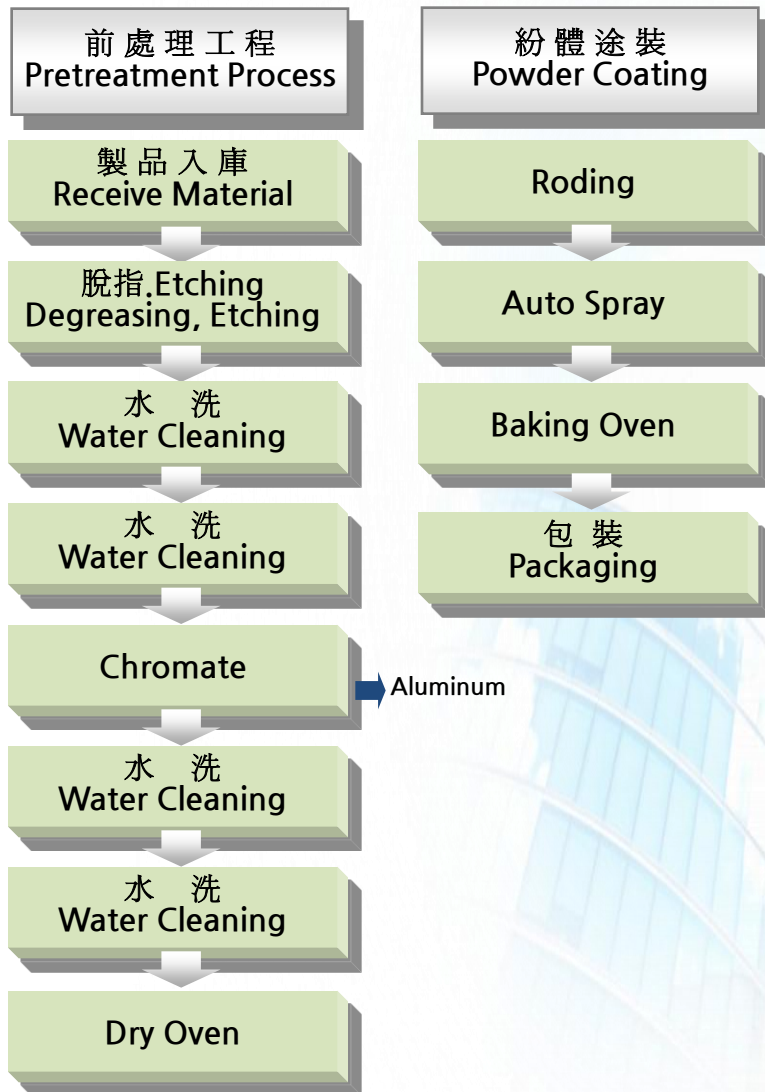 前處理工程
Pretreatment Process
製品入庫
Receive Material
脫指.Etching
Degreasing, Etching
水 洗
Water Cleaning
水 洗
Water Cleaning
Chromate
Aluminum
水 洗
Water Cleaning
水 洗
Water Cleaning
Dry Oven
紛體途裝
Powder Coating
Roding
Auto Spray
Baking Oven
包 裝
Packaging